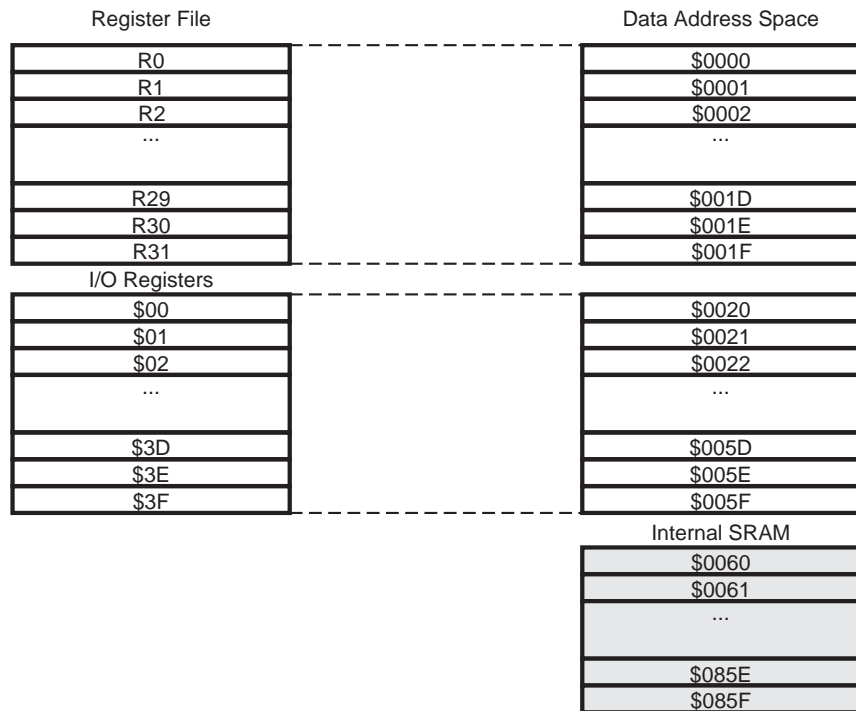 Register File
Data Address Space
R0
$0000
R1
$0001
R2
$0002
...
...
R29
$001D
R30
$001E
R31
$001F
I/O Registers
$00
$0020
$01
$0021
$02
$0022
...
...
$3D
$005D
$3E
$005E
$3F
$005F
Internal SRAM
$0060
$0061
...
$085E
$085F